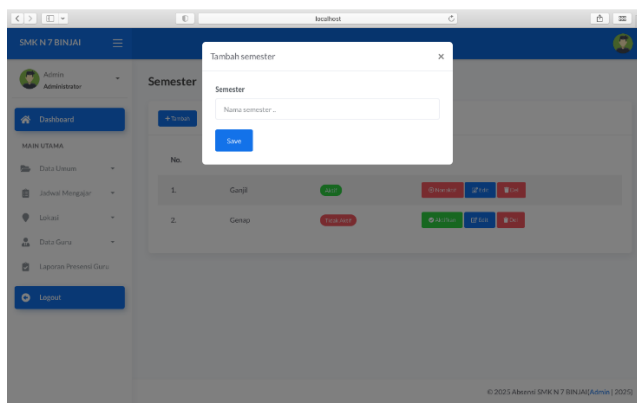 localhost
SMK N 7 BINJAI
Tambah semester
×
Admin
Administrator
Semester
Semester
Nama semester ..
Dashboard
+ Tambah
Save
MAIN UTAMA
No.
Data Umum
1. Ganjil Aktif Edit Del
Jadwal Mengajar
Lokasi
2. Genap Tidak Aktif Aktifkan Edit Del
Data Guru
Laporan Presensi Guru
Logout
© 2025 Absensi SMK N 7 BINJAI(Admin | 2025)